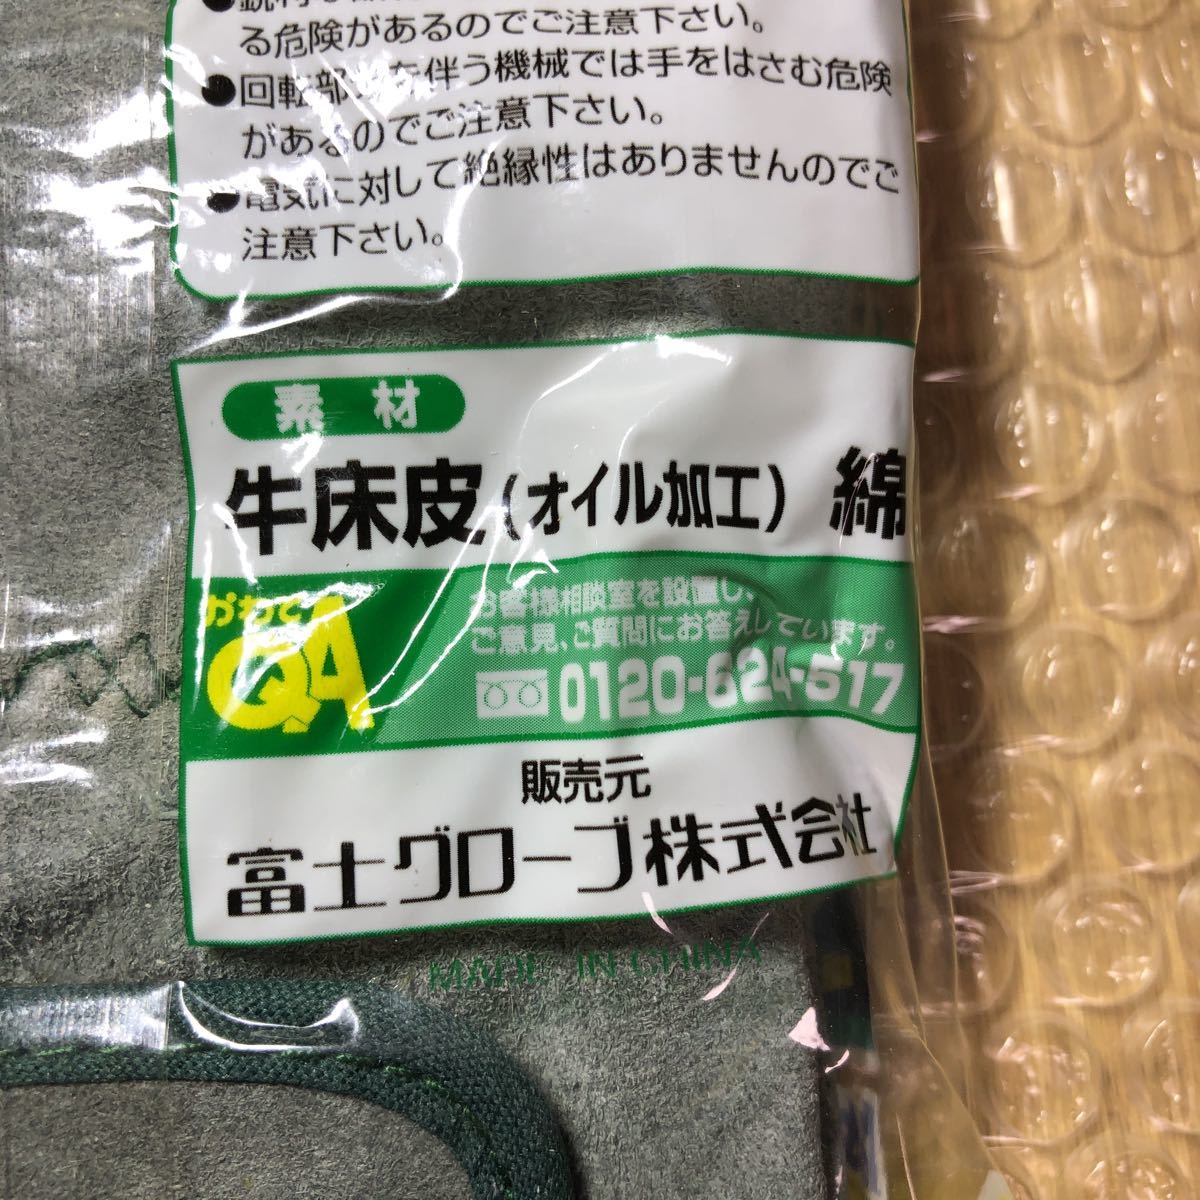 る危険があるのでご注意下さい。
●回転部 を伴う機械では手をはさむ危険
があるのでご注意下さい。
●電気に対して絶縁性はありませんのでご
注意下さい。
素材
牛床皮(オイル加工) 綿
おわて
QA
お客様相談室を設置し、
ご意見、ご質問にお答えしています。
0120-624-517
販売元
富士グローブ株式会社
MADE IN CHINA